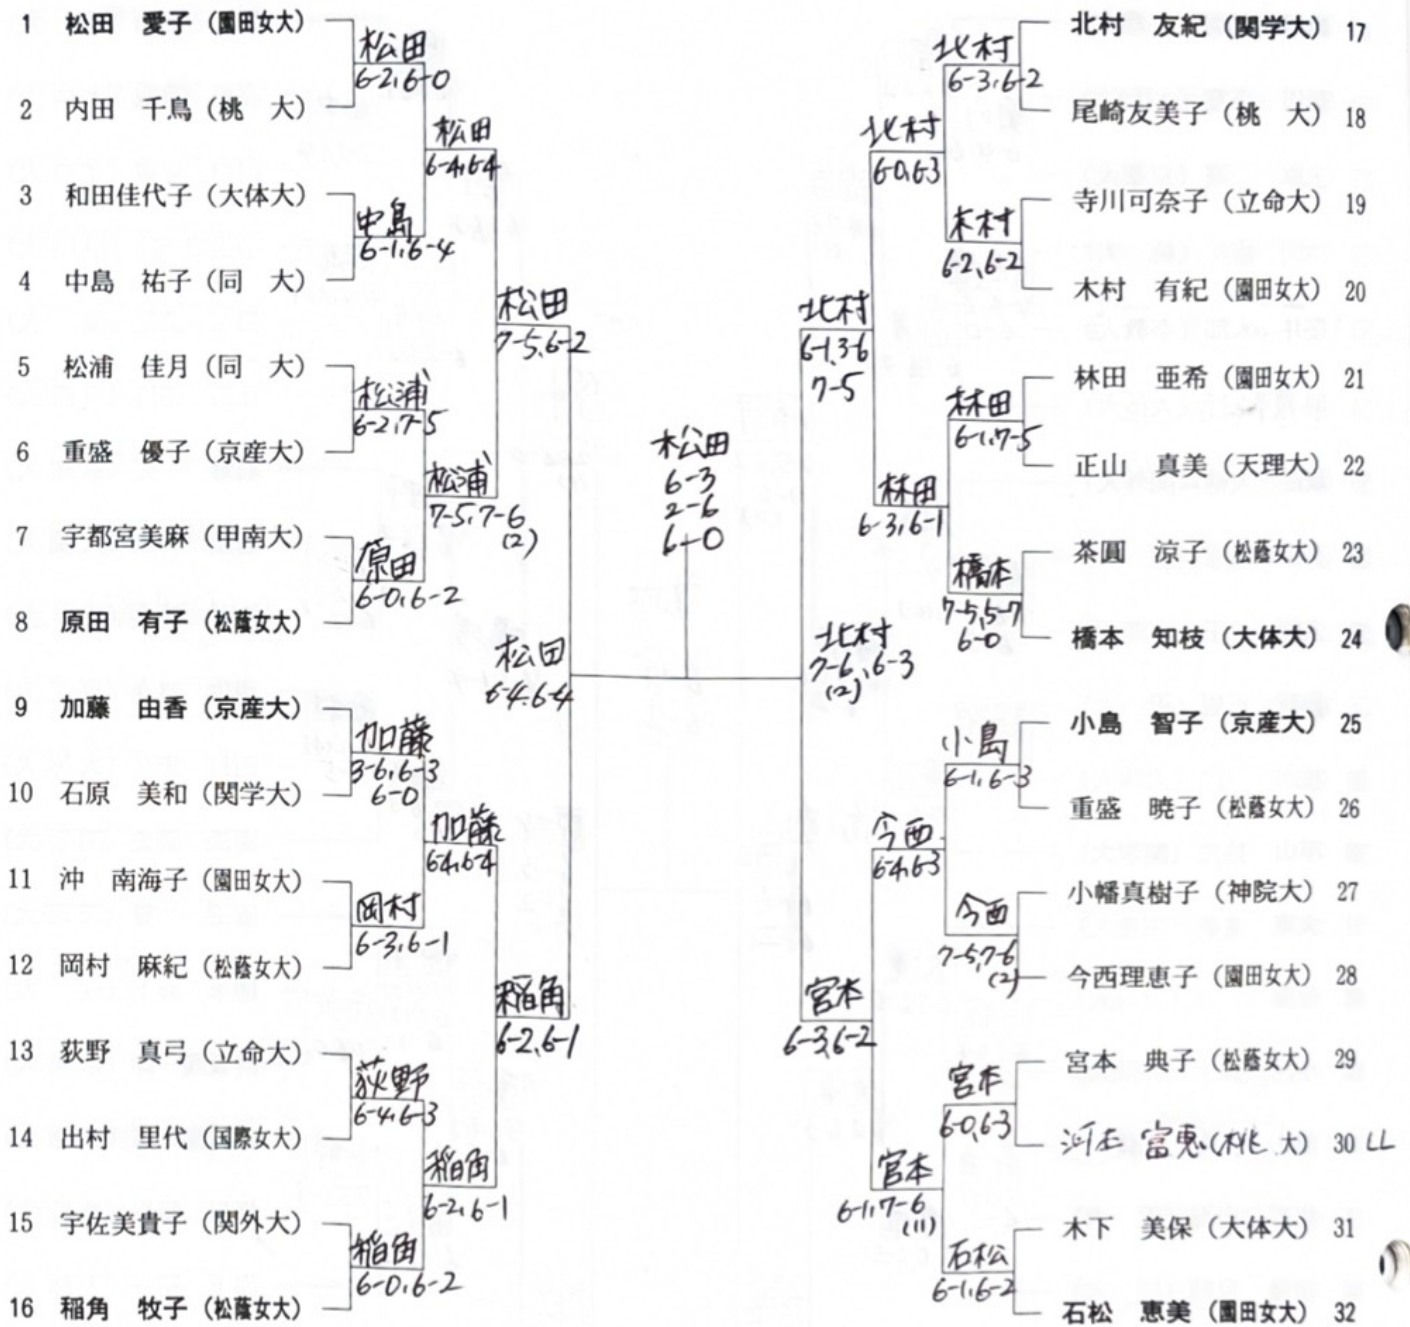 1 松田 愛子 (園田女大)
松田
6-2, 6-0
2 内田 千鳥 (桃 大)
松田
6-4, 6-4
3 和田佳代子 (大体大)
中島
6-1, 6-4
4 中島 祐子 (同 大)
松田
7-5, 6-2
5 松浦 佳月 (同 大)
松浦
6-2, 7-5
6 重盛 優子 (京産大)
松浦
7-5, 7-6
(2)
7 宇都宮美麻 (甲南大)
原田
6-0, 6-2
8 原田 有子 (松蔭女大)
松田
6-4, 6-4
9 加藤 由香 (京産大)
加藤
3-6, 6-3
6-0
10 石原 美和 (関学大)
加藤
6-4, 6-4
11 沖 南海子 (園田女大)
岡村
6-3, 6-1
12 岡村 麻紀 (松蔭女大)
稲角
6-2, 6-1
13 荻野 真弓 (立命大)
荻野
6-4, 6-3
14 出村 里代 (国際女大)
稲角
6-2, 6-1
15 宇佐美貴子 (関外大)
稲角
6-0, 6-2
16 稲角 牧子 (松蔭女大)
松田
6-3
2-6
6-0
北村 友紀 (関学大) 17
北村
6-3, 6-2
尾崎友美子 (桃 大) 18
北村
6-0, 6-3
寺川可奈子 (立命大) 19
木村
6-2, 6-2
木村 有紀 (園田女大) 20
北村
6-1, 3-6
7-5
林田 亜希 (園田女大) 21
林田
6-1, 7-5
正山 真美 (天理大) 22
林田
6-3, 6-1
茶圓 涼子 (松蔭女大) 23
橋本
7-5, 5-7
6-0
橋本 知枝 (大体大) 24
北村
7-6, 6-3
(2)
小島 智子 (京産大) 25
小島
6-1, 6-3
重盛 暁子 (松蔭女大) 26
今西
6-4, 6-3
小幡真樹子 (神院大) 27
今西
7-5, 7-6
(2)
今西理恵子 (園田女大) 28
宮本
6-3, 6-2
宮本 典子 (松蔭女大) 29
宮本
6-0, 6-3
河本 富恵 (桃 大) 30 LL
宮本
6-1, 7-6
(11)
木下 美保 (大体大) 31
石松
6-1, 6-2
石松 恵美 (園田女大) 32